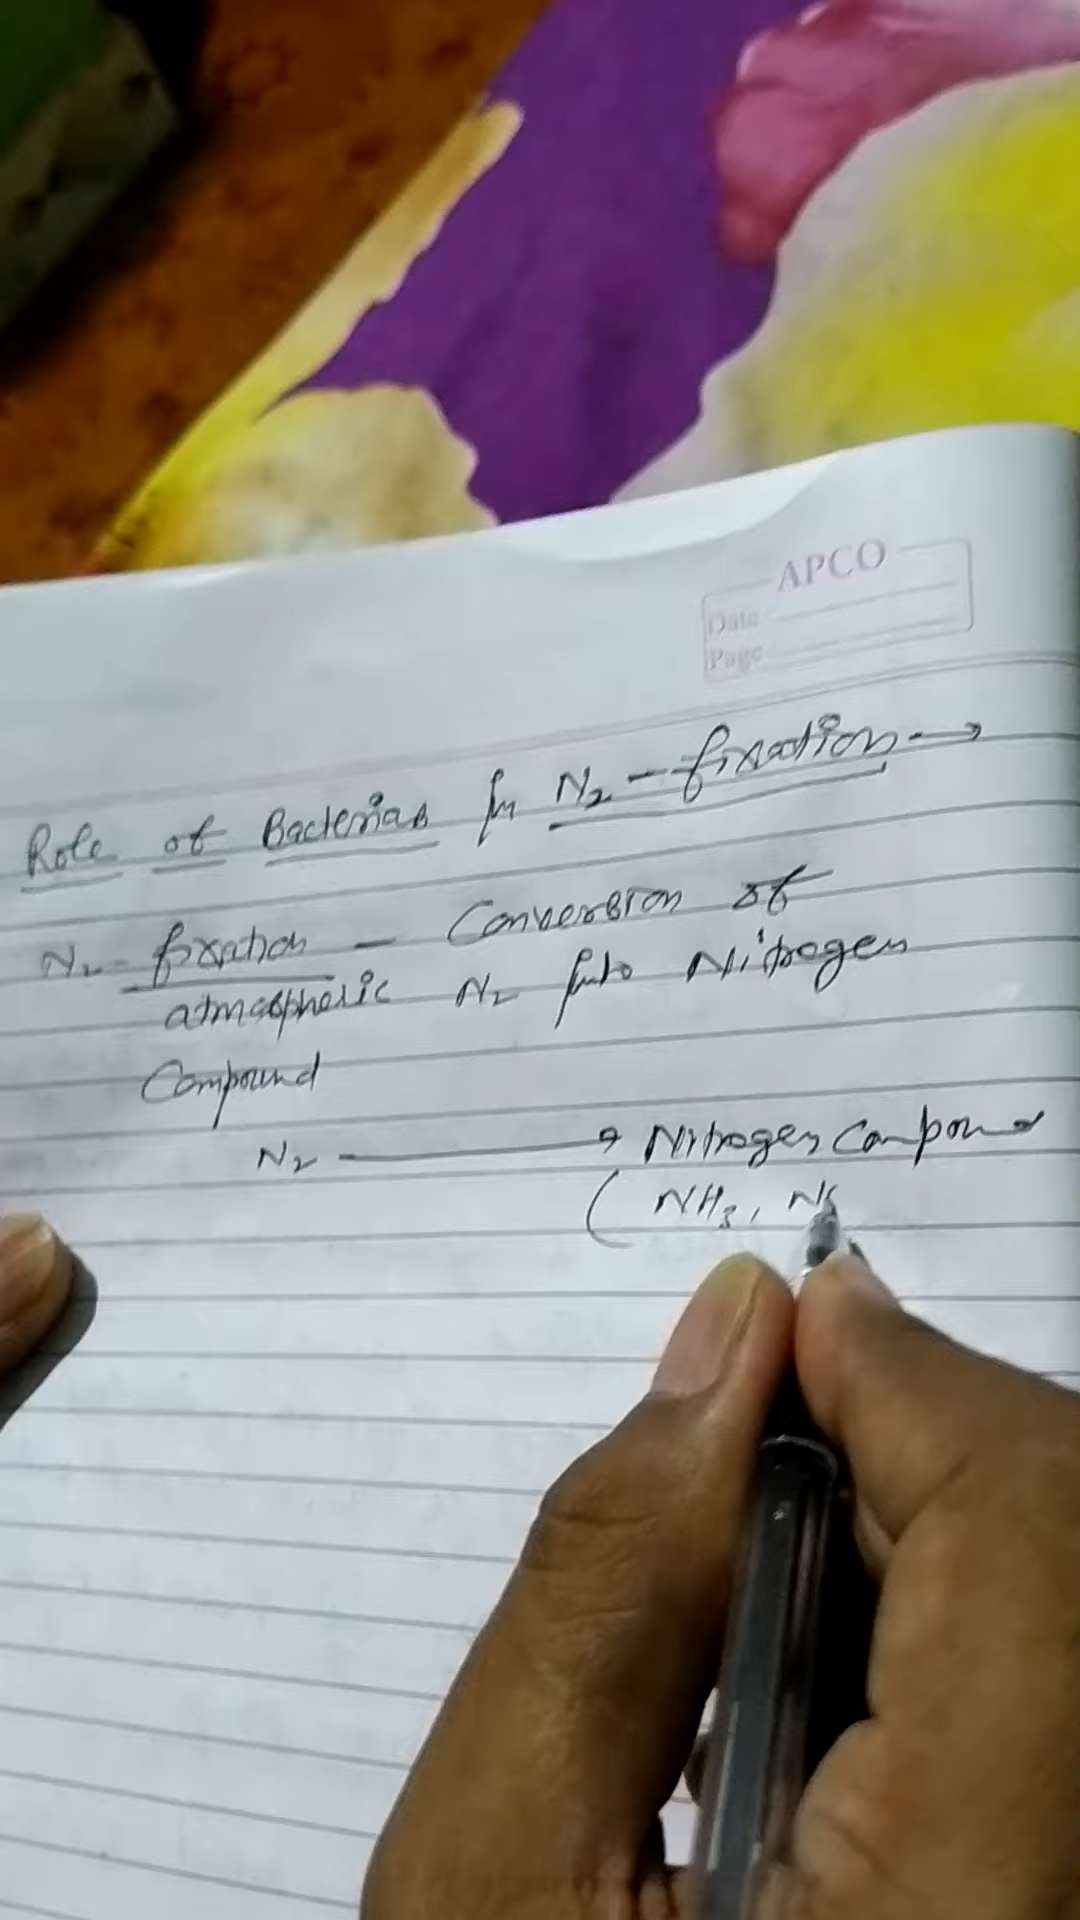 APCO
Date
Page
Role of Bacterias In N₂ - fixation →
N₂ - fixation - Conversion of
atmospheric N₂ into Nitrogen
Compound
N₂ → Nitrogen Compound
( NH₃, N